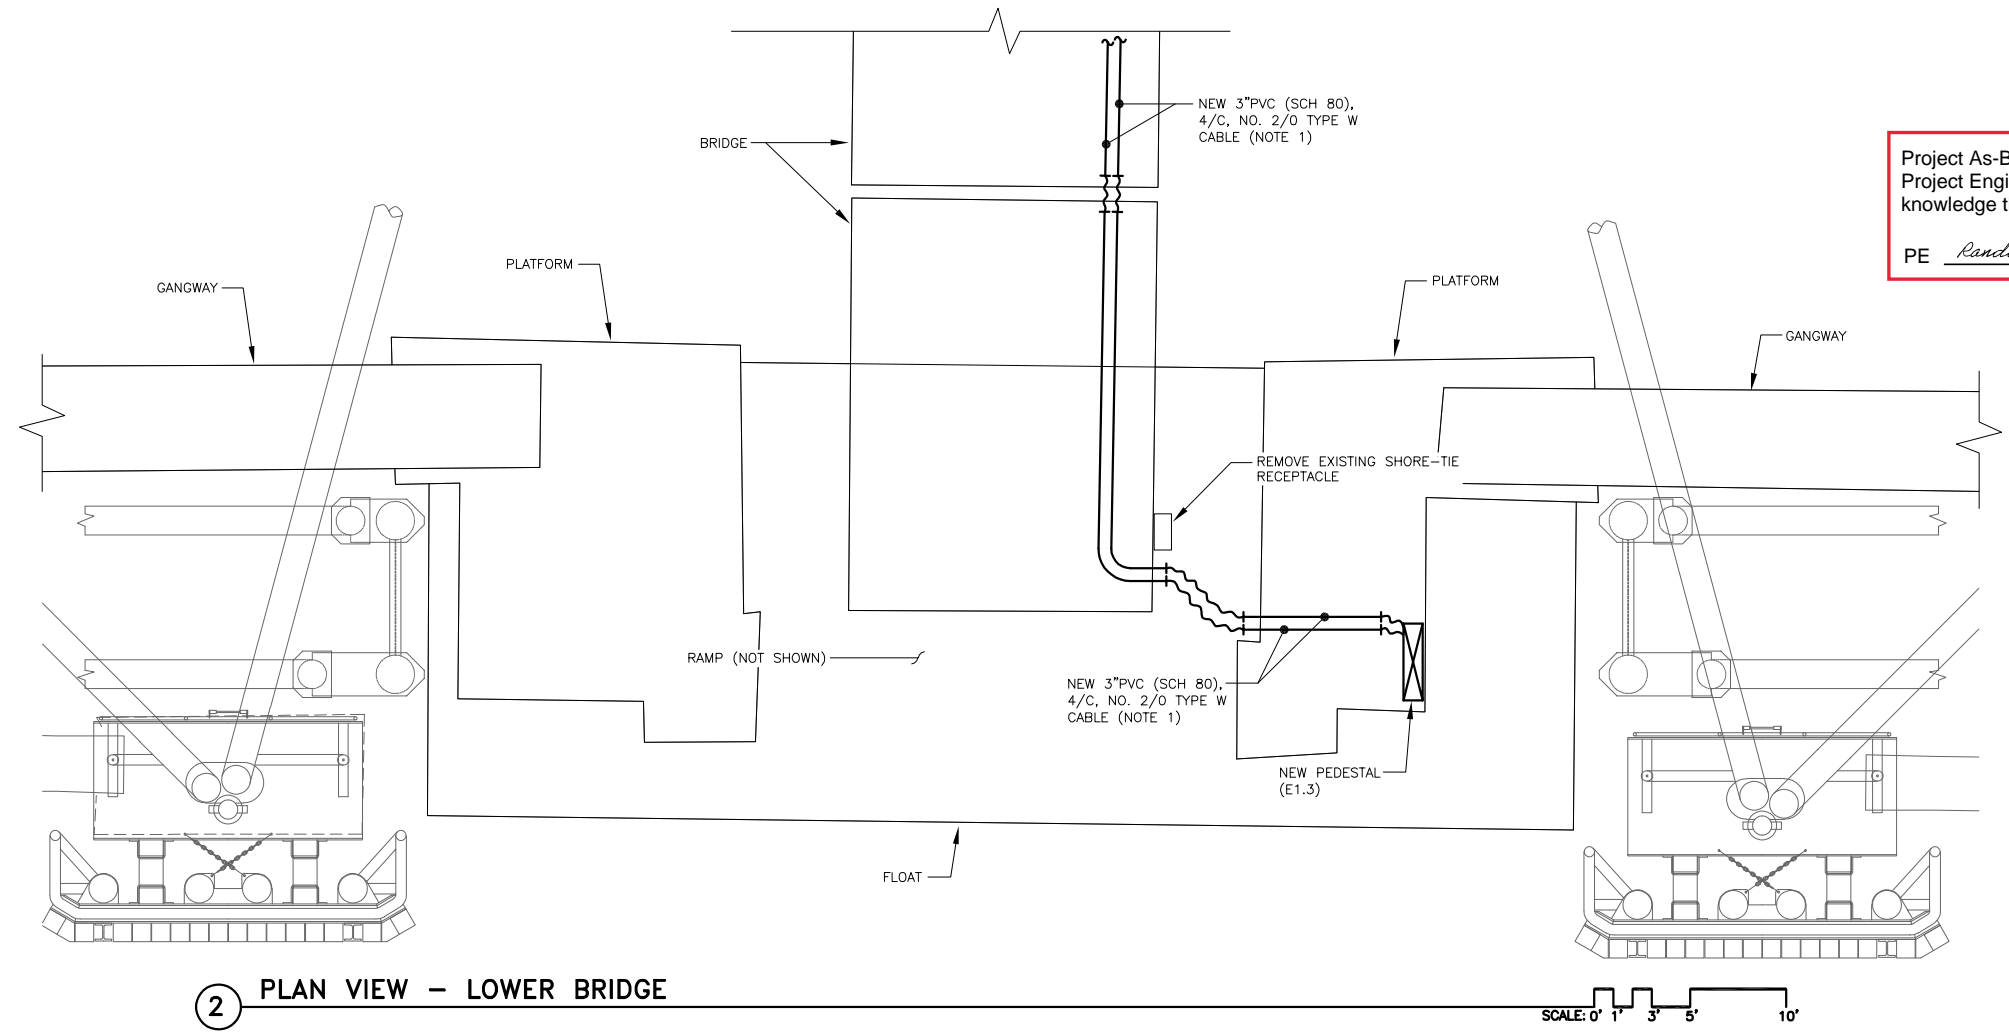 NEW 3"PVC (SCH 80),
4/C, NO. 2/0 TYPE W
CABLE (NOTE 1)
BRIDGE
Project As-B
Project Engi
knowledge t
PE
PLATFORM
GANGWAY
PLATFORM
GANGWAY
REMOVE EXISTING SHORE-TIE
RECEPTACLE
RAMP (NOT SHOWN)
NEW 3"PVC (SCH 80),
4/C, NO. 2/0 TYPE W
CABLE (NOTE 1)
NEW PEDESTAL
(E1.3)
FLOAT
2 PLAN VIEW – LOWER BRIDGE
SCALE: 0' 1' 3' 5' 10'